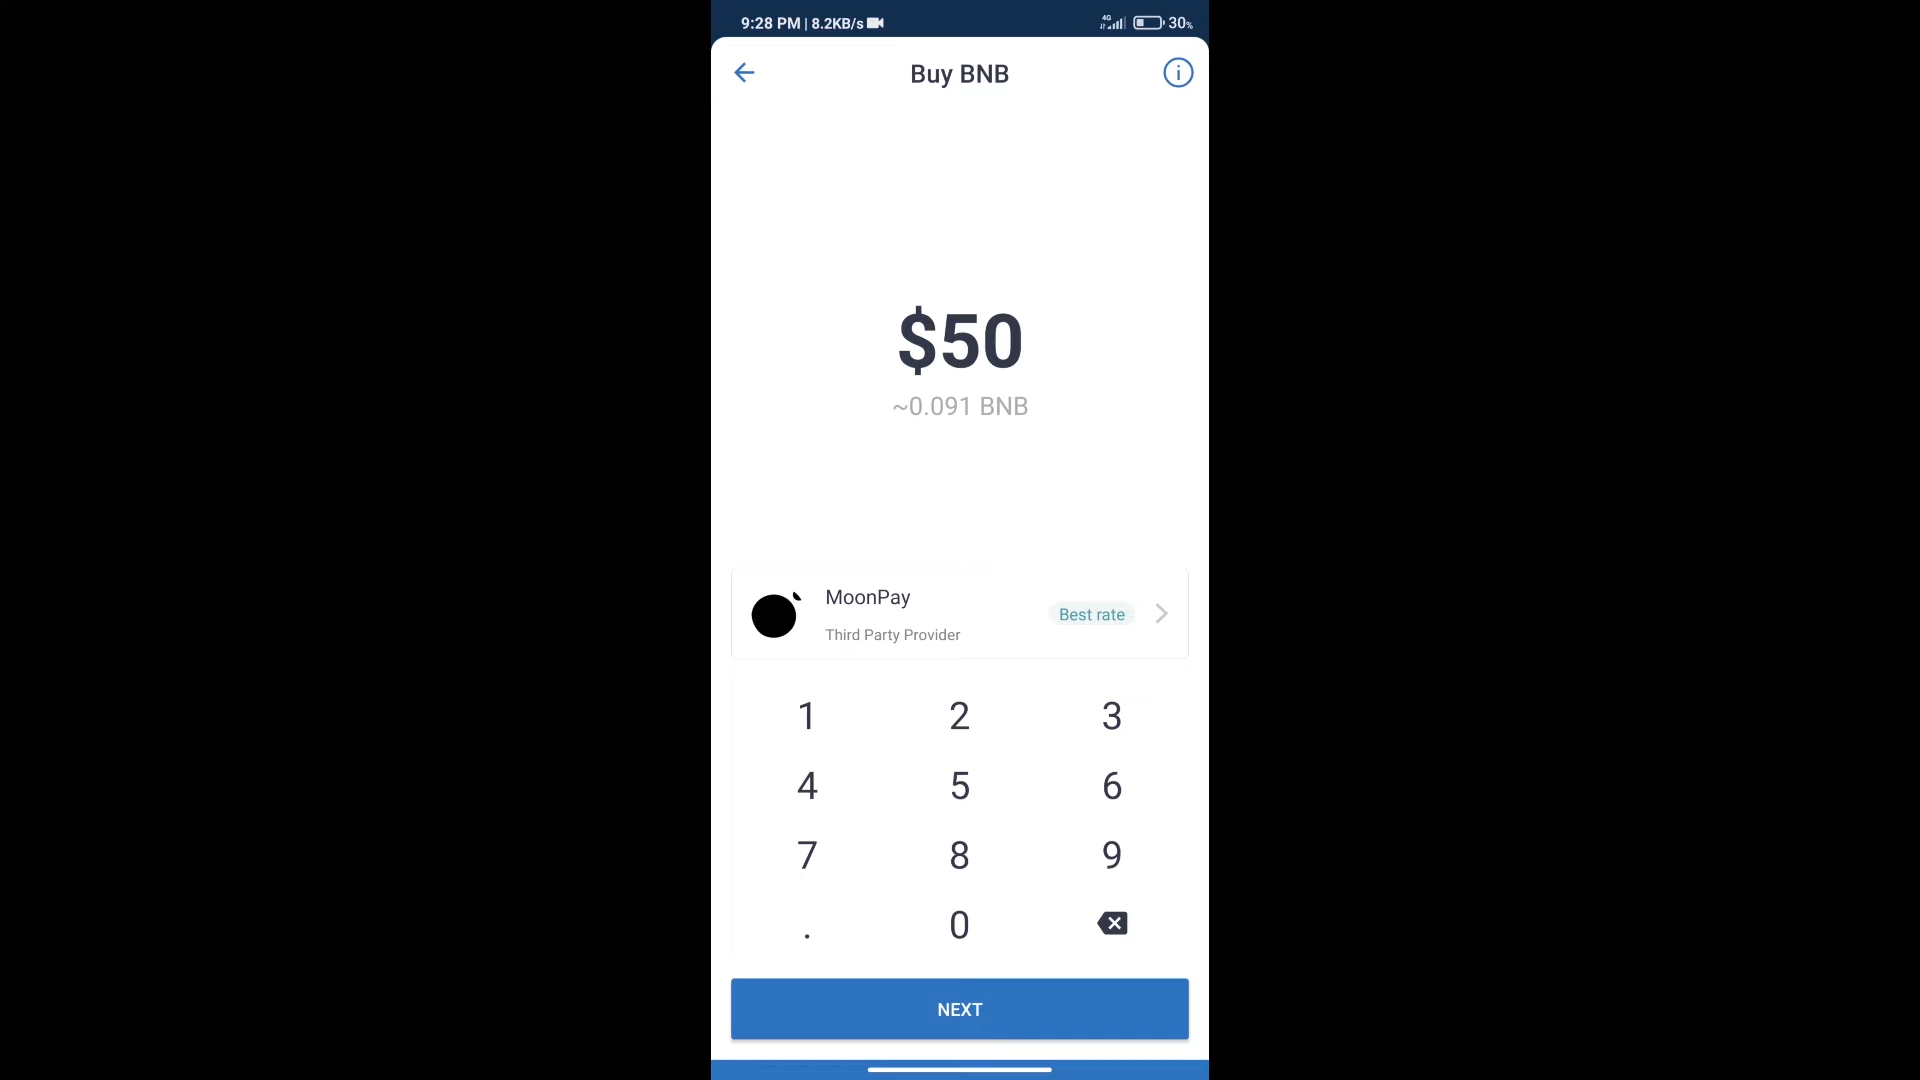 9:28 PM | 8.2KB/s
4G
30%
Buy BNB
$50
~0.091 BNB
MoonPay
Best rate
Third Party Provider
1 2 3
4 5 6
7 8 9
. 0
NEXT